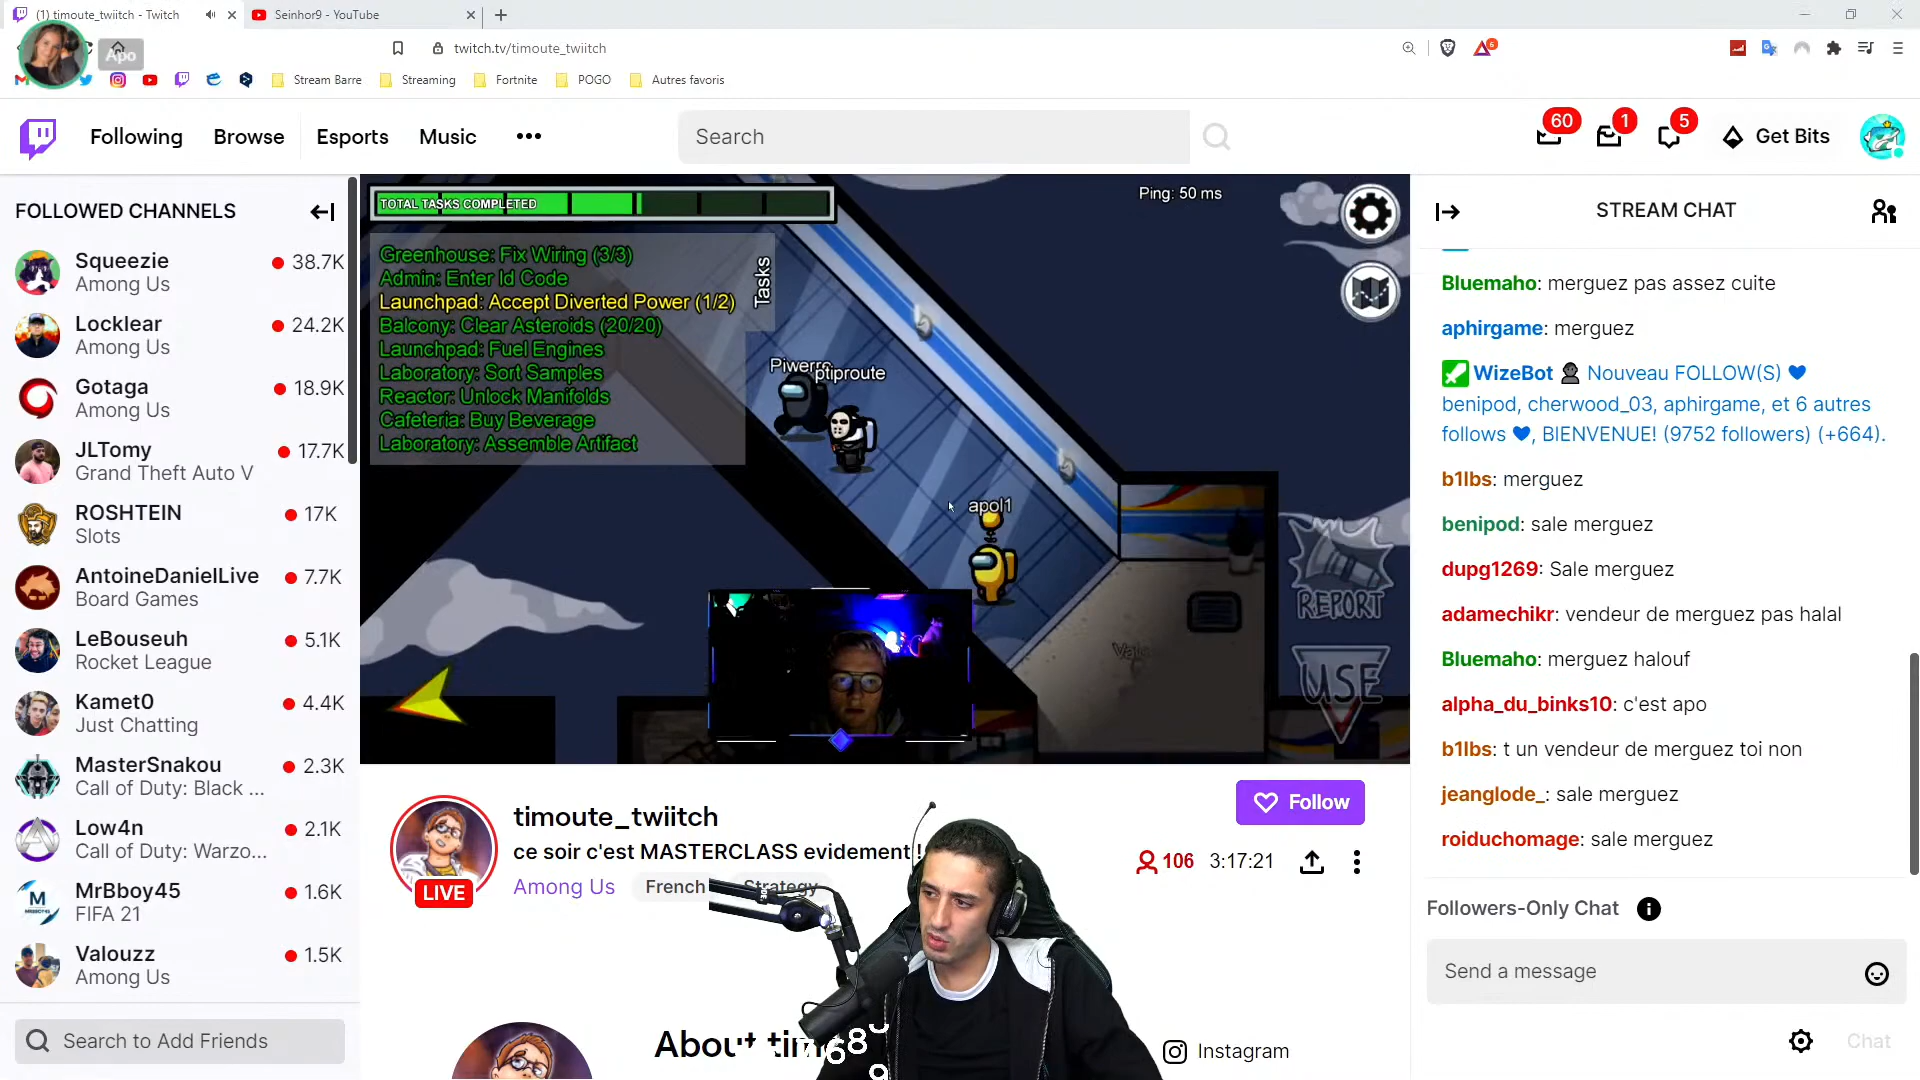 (1) timoute_twiitch - Twitch
Seinhor9 - YouTube
Apo
twitch.tv/timoute_twiitch
6
Stream Barre
Streaming
Fortnite
POGO
Autres favoris
Following
Browse
Esports
Music
Search
60
1
5
Get Bits
FOLLOWED CHANNELS
Squeezie
38.7K
Among Us
Locklear
24.2K
Among Us
Gotaga
18.9K
Among Us
JLTomy
17.7K
Grand Theft Auto V
ROSHTEIN
17K
Slots
AntoineDanielLive
7.7K
Board Games
LeBouseuh
5.1K
Rocket League
Kamet0
4.4K
Just Chatting
MasterSnakou
2.3K
Call of Duty: Black ...
Low4n
2.1K
Call of Duty: Warzo...
MrBboy45
1.6K
FIFA 21
Valouzz
1.5K
Among Us
Search to Add Friends
TOTAL TASKS COMPLETED
Ping: 50 ms
Greenhouse: Fix Wiring (3/3)
Admin: Enter Id Code
Launchpad: Accept Diverted Power (1/2)
Balcony: Clear Asteroids (20/20)
Launchpad: Fuel Engines
Laboratory: Sort Samples
Reactor: Unlock Manifolds
Cafeteria: Buy Beverage
Laboratory: Assemble Artifact
Tasks
ptiproute
apol1
REPORT
USE
LIVE
timoute_twiitch
ce soir c'est MASTERCLASS evidement !
Among Us
French
Strategy
Follow
106
3:17:21
Instagram
STREAM CHAT
Bluemaho: merguez pas assez cuite
aphirgame: merguez
WizeBot Nouveau FOLLOW(S)
benipod, cherwood_03, aphirgame, et 6 autres
follows, BIENVENUE! (9752 followers) (+664).
b1lbs: merguez
benipod: sale merguez
dupg1269: Sale merguez
adamechikr: vendeur de merguez pas halal
Bluemaho: merguez halouf
alpha_du_binks10: c'est apo
b1lbs: t un vendeur de merguez toi non
jeanglode_: sale merguez
roiduchomage: sale merguez
Followers-Only Chat
Send a message
Chat
About